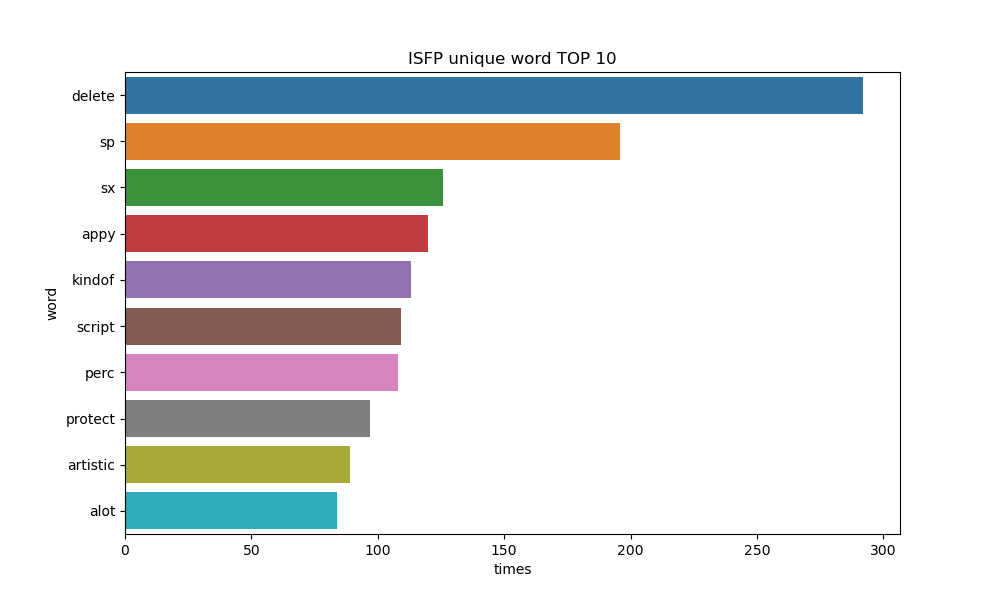 ISFP unique word TOP 10
delete
sp
sx
appy
kindof
script
perc
protect
artistic
alot
word
0 50 100 150 200 250 300
times